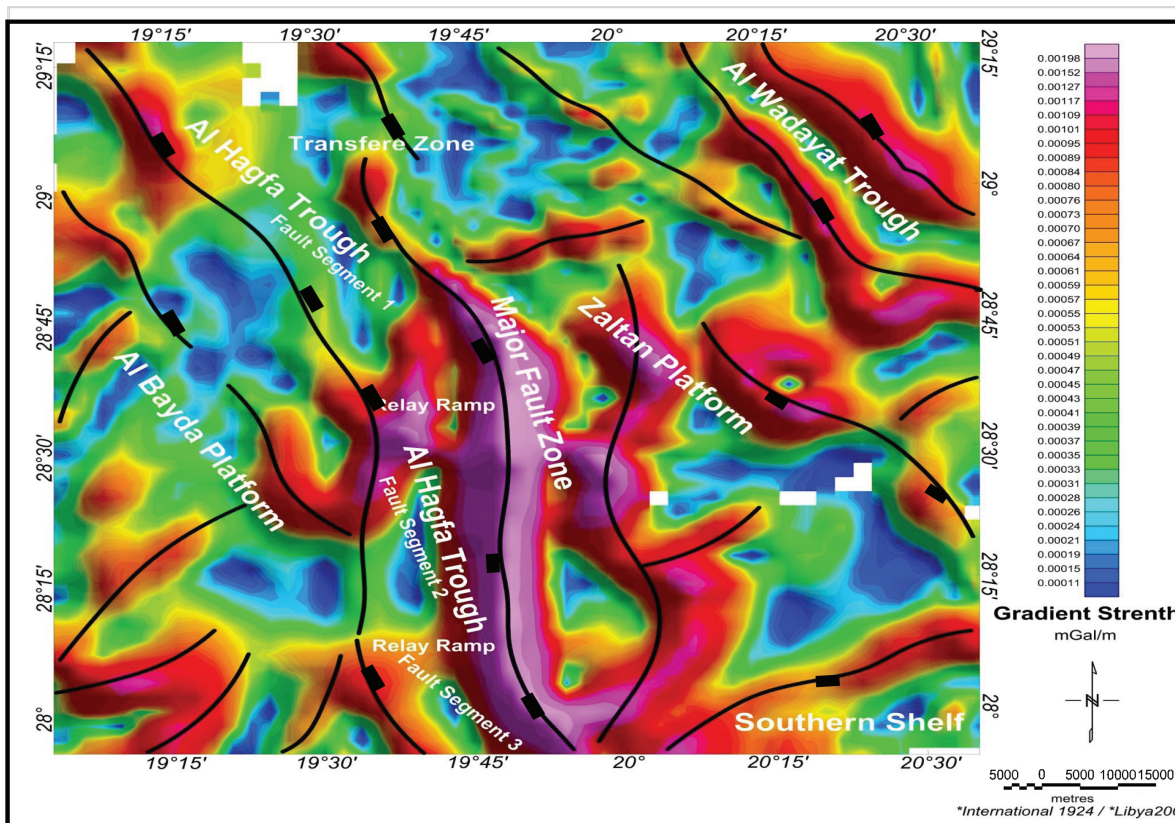 19°15' 19°30' 19°45' 20° 20°15' 20°30'
29°15' 29° 28°45' 28°30' 28°15' 28°
29°15' 29° 28°45' 28°30' 28°15' 28°
Al Hagfa Trough
Fault Segment 1
Transfere Zone
Al Wadayat Trough
Major Fault Zone
Zaltan Platform
Al Bayda Platform
Relay Ramp
Al Hagfa Trough
Fault Segment 2
Relay Ramp
Fault Segment 3
Southern Shelf
19°15' 19°30' 19°45' 20° 20°15' 20°30'
0.00198
0.00152
0.00127
0.00117
0.00109
0.00101
0.00095
0.00089
0.00084
0.00080
0.00076
0.00073
0.00070
0.00067
0.00064
0.00061
0.00059
0.00057
0.00055
0.00053
0.00051
0.00049
0.00047
0.00045
0.00043
0.00041
0.00039
0.00037
0.00035
0.00033
0.00031
0.00028
0.00026
0.00024
0.00021
0.00019
0.00015
0.00011
Gradient Strenth
mGal/m
N
5000 0 5000 10000 15000
metres
*International 1924 / *Libya200